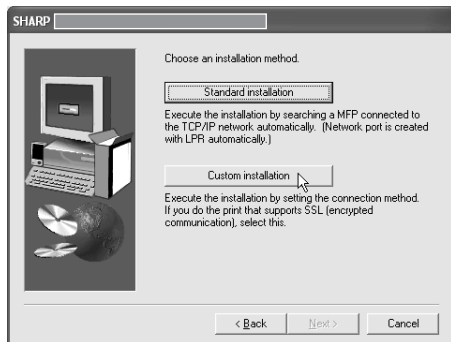 SHARP
Choose an installation method.
Standard installation
Execute the installation by searching a MFP connected to
the TCP/IP network automatically. (Network port is created
with LPR automatically.)
Custom installation
Execute the installation by setting the connection method.
If you do the print that supports SSL (encrypted
communication), select this.
< Back
Next >
Cancel